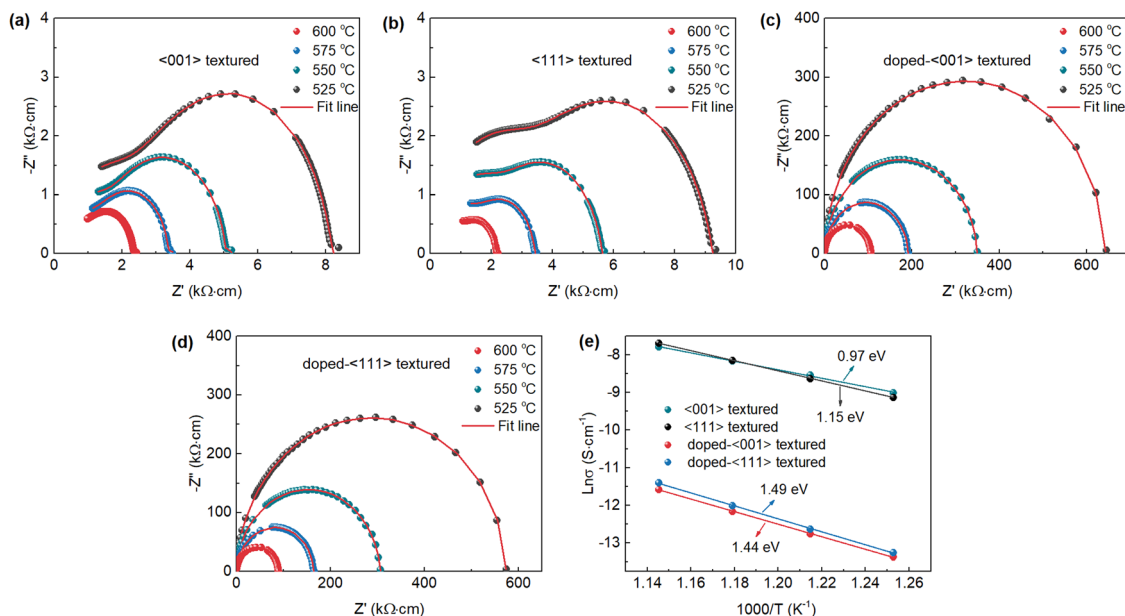 (a)
4
3
2
1
0
-Z'' (kΩ·cm)
<001> textured
600 °C
575 °C
550 °C
525 °C
Fit line
0 2 4 6 8
Z' (kΩ·cm)
(b)
4
3
2
1
0
-Z'' (kΩ·cm)
<111> textured
600 °C
575 °C
550 °C
525 °C
Fit line
0 2 4 6 8 10
Z' (kΩ·cm)
(c)
400
300
200
100
0
-Z''(kΩ·cm)
doped-<001> textured
600 °C
575 °C
550 °C
525 °C
Fit line
0 200 400 600
Z' (kΩ·cm)
(d)
400
300
200
100
0
-Z'' (kΩ·cm)
doped-<111> textured
600 °C
575 °C
550 °C
525 °C
Fit line
0 200 400 600
Z' (kΩ·cm)
(e)
-8
-9
-10
-11
-12
-13
Lnσ (S·cm⁻¹)
0.97 eV
1.15 eV
<001> textured
<111> textured
doped-<001> textured
doped-<111> textured
1.49 eV
1.44 eV
1.14 1.16 1.18 1.20 1.22 1.24 1.26
1000/T (K⁻¹)